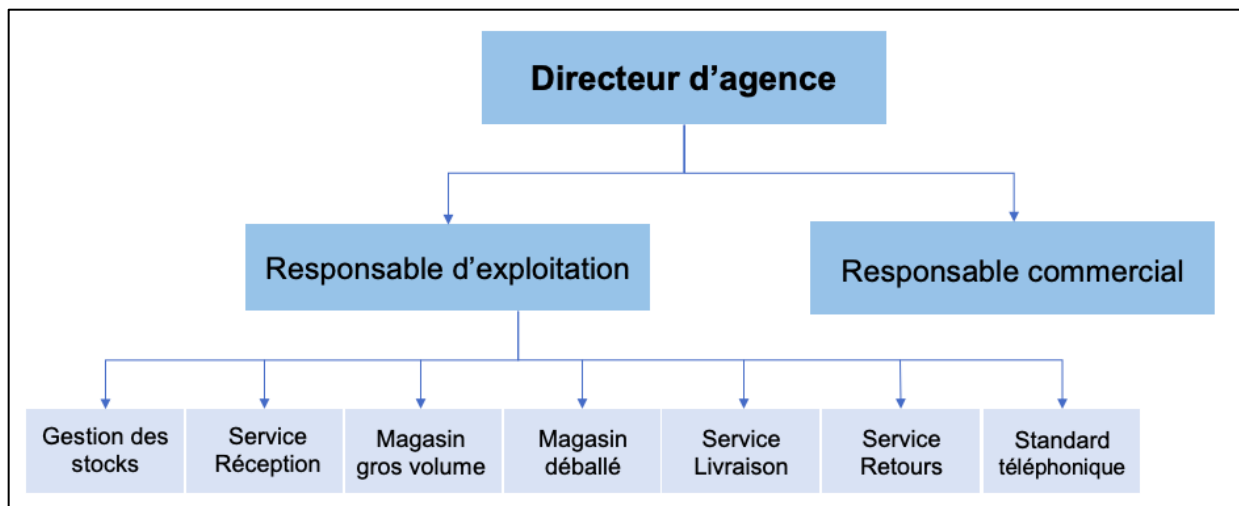 Directeur d’agence
Responsable d’exploitation
Responsable commercial
Gestion des
stocks
Service
Réception
Magasin
gros volume
Magasin
déballé
Service
Livraison
Service
Retours
Standard
téléphonique